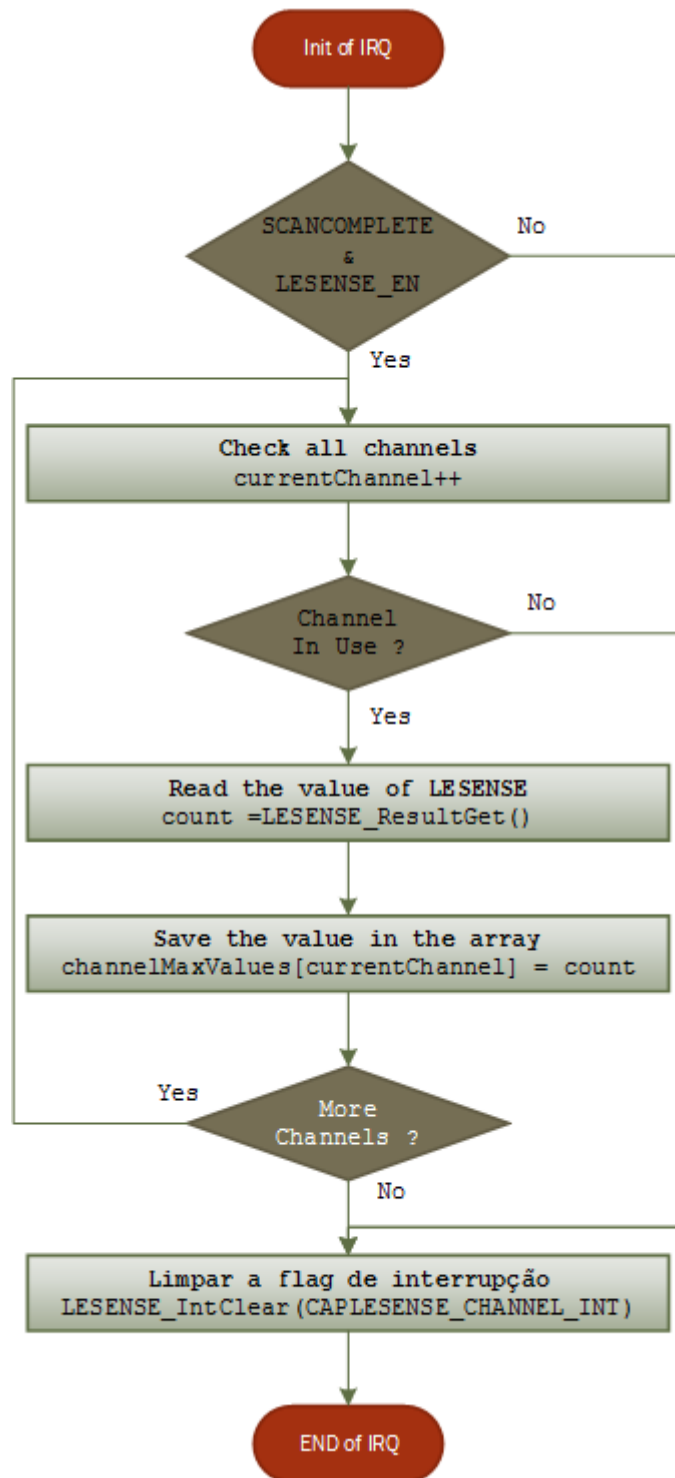 Init of IRQ
SCANCOMPLETE
&
LESENSE_EN
No
Yes
Check all channels
currentChannel++
Channel
In Use ?
No
Yes
Read the value of LESENSE
count =LESENSE_ResultGet()
Save the value in the array
channelMaxValues[currentChannel] = count
Yes
More
Channels ?
No
Limpar a flag de interrupção
LESENSE_IntClear(CAPLESENSE_CHANNEL_INT)
END of IRQ